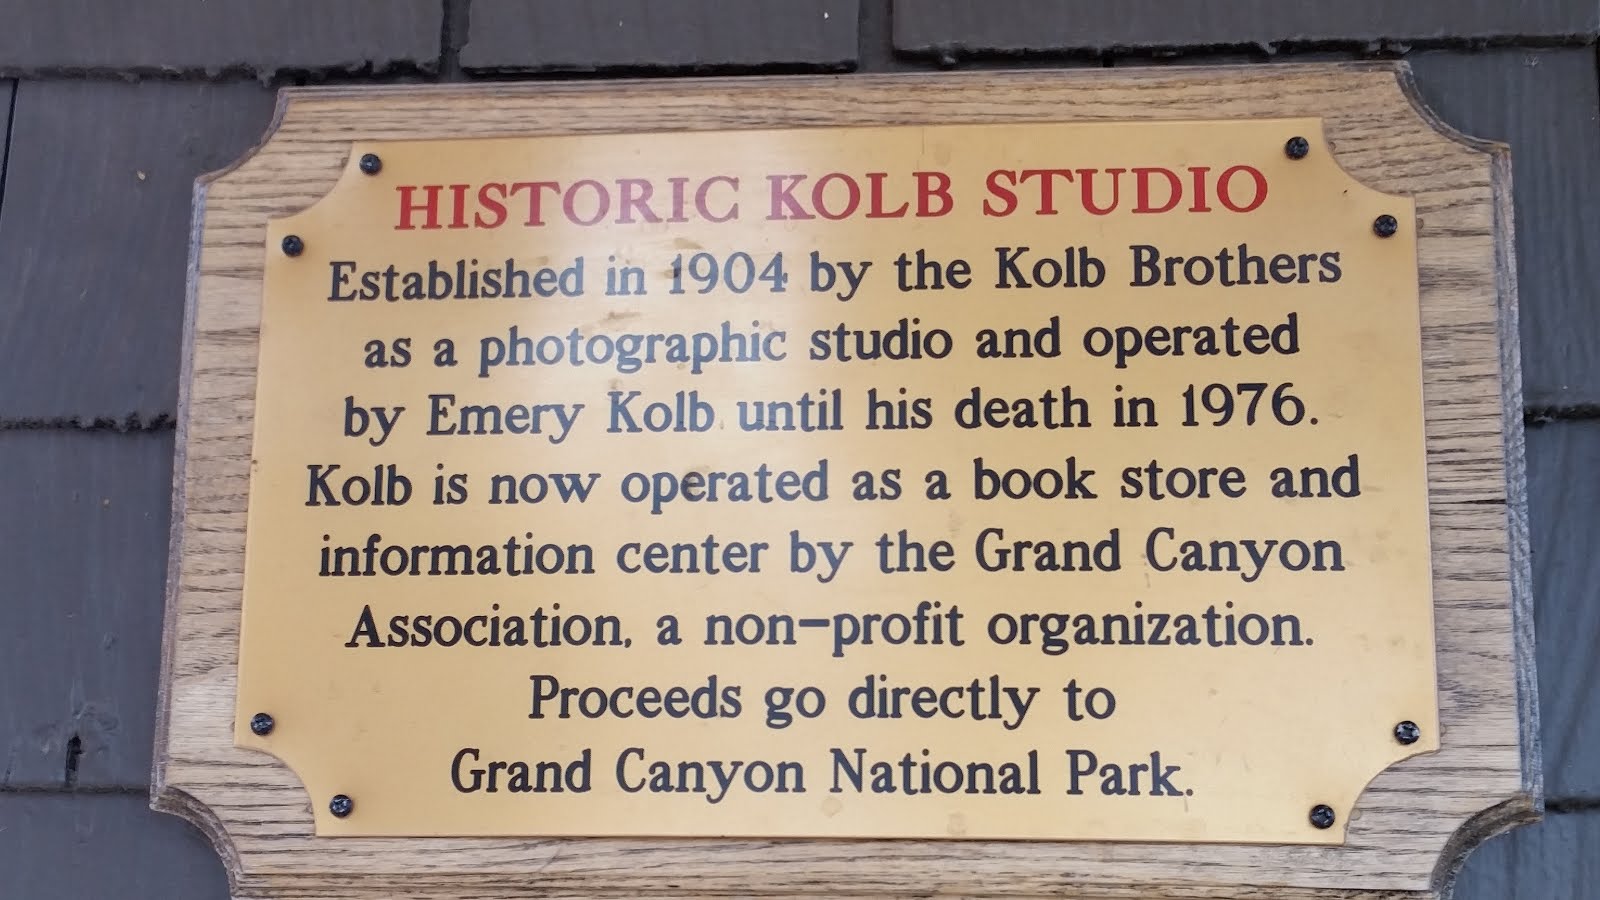 HISTORIC KOLB STUDIO
Established in 1904 by the Kolb Brothers
as a photographic studio and operated
by Emery Kolb until his death in 1976.
Kolb is now operated as a book store and
information center by the Grand Canyon
Association, a non-profit organization.
Proceeds go directly to
Grand Canyon National Park.